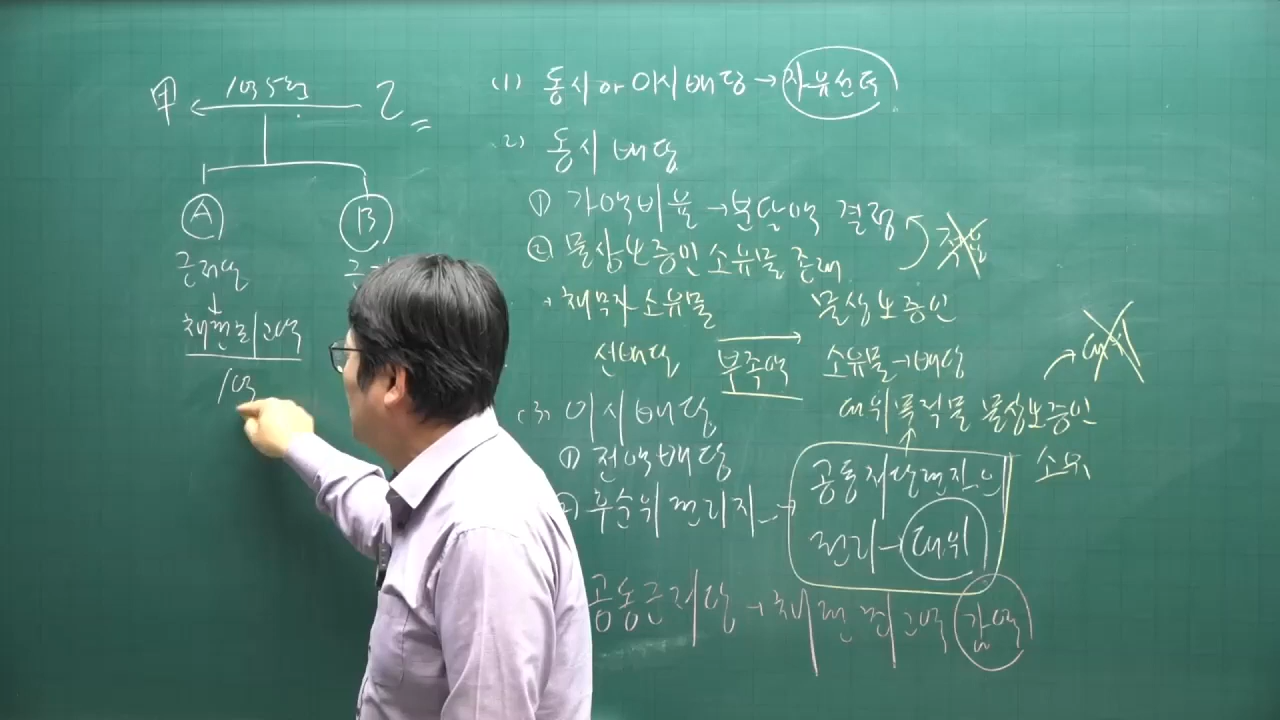 甲 ← 1억5천 乙
Ⓐ Ⓑ
근저당 근
↓
채권최고액
1억
(1) 동시 or 이시배당 → 자유선택
(2) 동시배당
① 가액비율 → 분담액 결정
② 물상보증인 소유물 존재 적용
→ 채무자소유물 물상보증인
선배당 부족액 소유물 → 배당
(3) 이시배당 대위목적물 물상보증인 → 대위
① 전액배당 소유
② 후순위권리자 → 공동저당권자의
권리 → 대위
공동근저당 → 채권최고액 감액